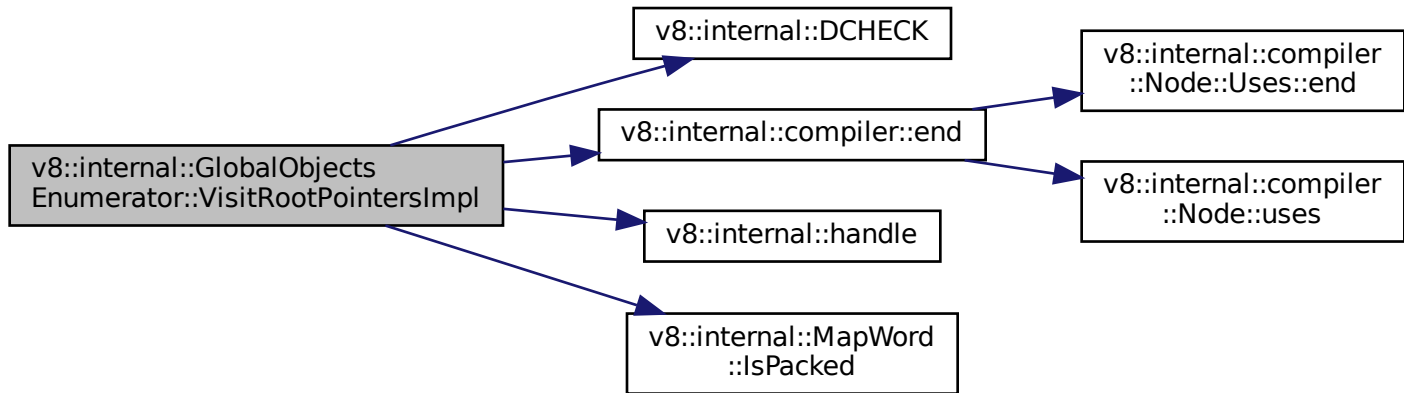 v8::internal::GlobalObjects
Enumerator::VisitRootPointersImpl
v8::internal::DCHECK
v8::internal::compiler::end
v8::internal::compiler
::Node::Uses::end
v8::internal::compiler
::Node::uses
v8::internal::handle
v8::internal::MapWord
::IsPacked